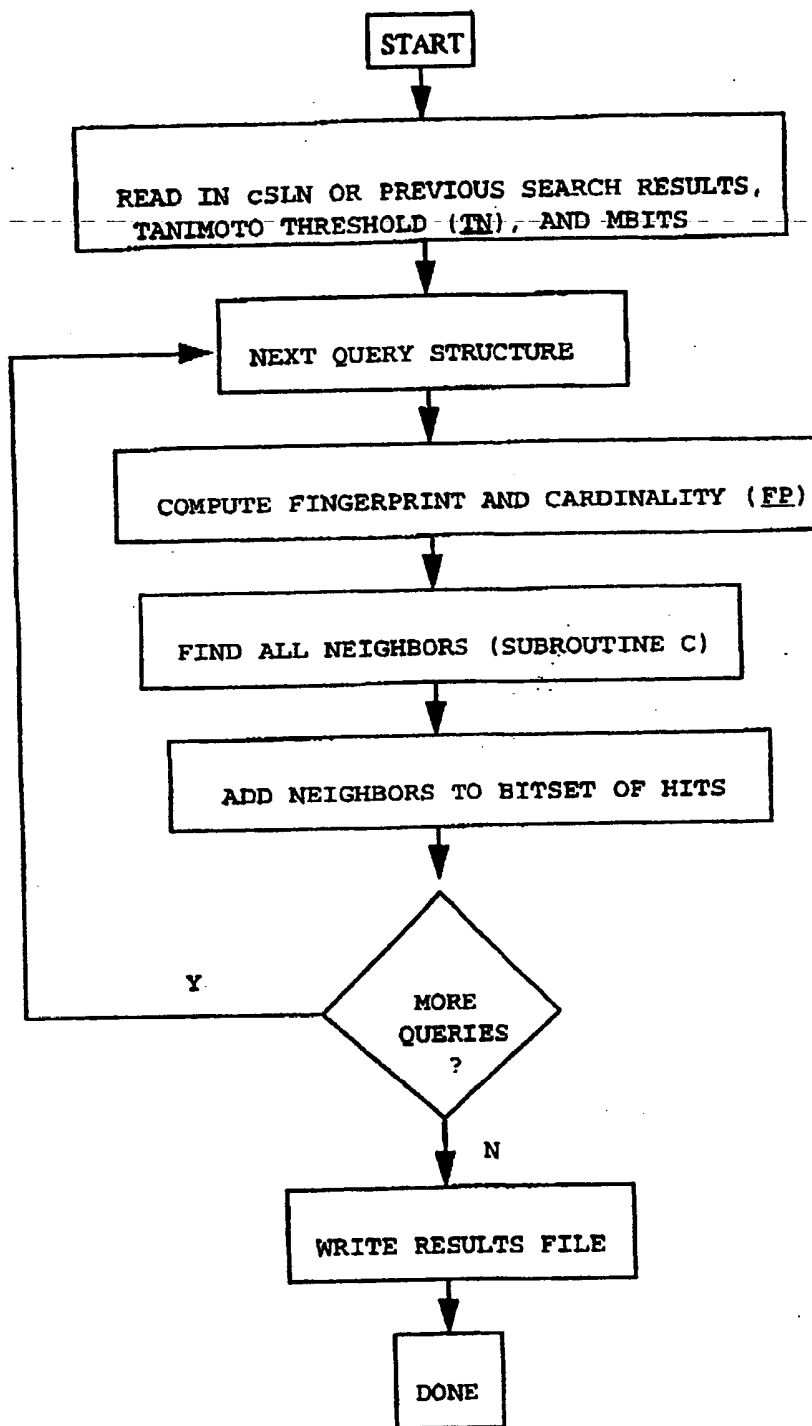 START
READ IN cSLN OR PREVIOUS SEARCH RESULTS,
TANIMOTO THRESHOLD (TN), AND MBITS
NEXT QUERY STRUCTURE
COMPUTE FINGERPRINT AND CARDINALITY (FP)
FIND ALL NEIGHBORS (SUBROUTINE C)
ADD NEIGHBORS TO BITSET OF HITS
Y
MORE
QUERIES
?
N
WRITE RESULTS FILE
DONE